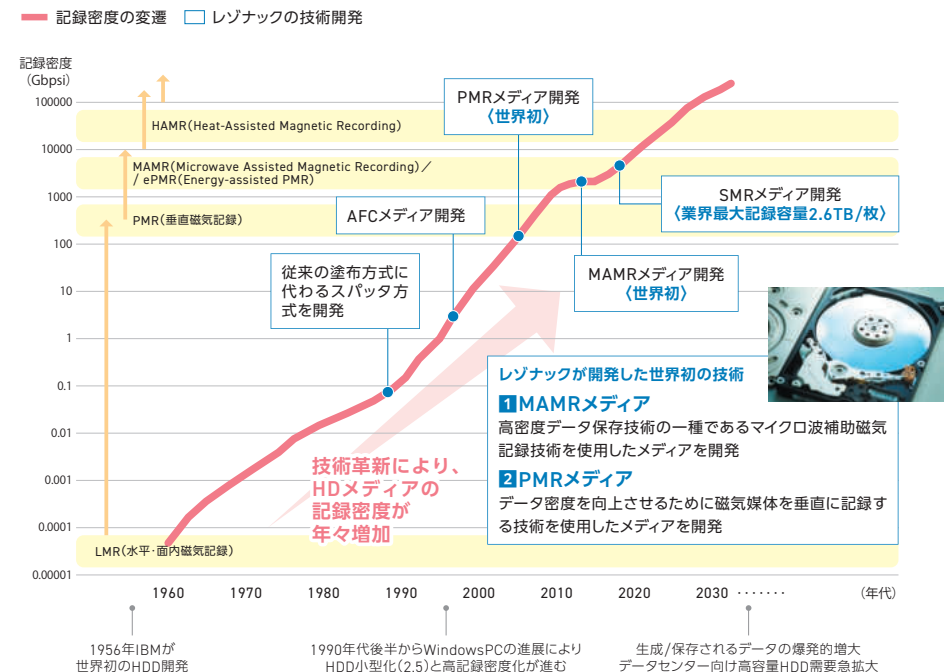 記録密度の変遷 レゾナックの技術開発
記録密度
(Gbpsi)
100000
10000
1000
100
10
1
0.1
0.01
0.001
0.0001
0.00001
HAMR(Heat-Assisted Magnetic Recording)
MAMR(Microwave Assisted Magnetic Recording)/
/ ePMR(Energy-assisted PMR)
PMR(垂直磁気記録)
LMR(水平・面内磁気記録)
従来の塗布方式に
代わるスパッタ方
式を開発
AFCメディア開発
PMRメディア開発
〈世界初〉
MAMRメディア開発
〈世界初〉
SMRメディア開発
〈業界最大記録容量2.6TB/枚〉
技術革新により、
HDメディアの
記録密度が
年々増加
レゾナックが開発した世界初の技術
1 MAMRメディア
高密度データ保存技術の一種であるマイクロ波補助磁気
記録技術を使用したメディアを開発
2 PMRメディア
データ密度を向上させるために磁気媒体を垂直に記録す
る技術を使用したメディアを開発
1960 1970 1980 1990 2000 2010 2020 2030 ・・・・・・・ (年代)
1956年IBMが
世界初のHDD開発
1990年代後半からWindowsPCの進展により
HDD小型化(2.5)と高記録密度化が進む
生成/保存されるデータの爆発的増大
データセンター向け高容量HDD需要急拡大